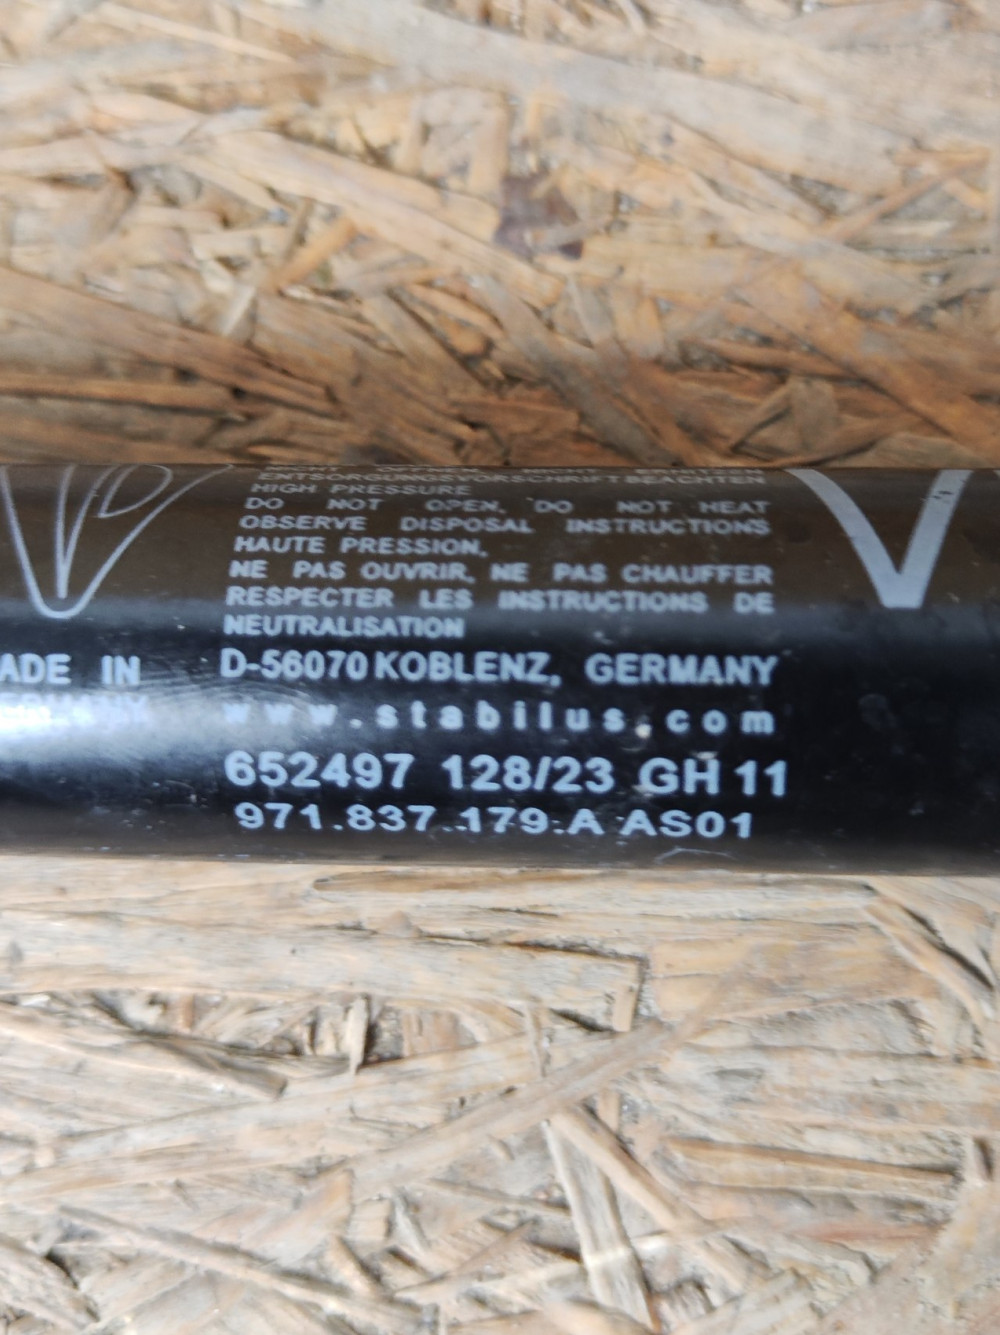 ENTSORGUNGSVORSCHRIFT BEACHTEN
HIGH PRESSURE
DO NOT OPEN, DO NOT HEAT
OBSERVE DISPOSAL INSTRUCTIONS
HAUTE PRESSION,
NE PAS OUVRIR, NE PAS CHAUFFER
RESPECTER LES INSTRUCTIONS DE
NEUTRALISATION
ADE IN
D-56070 KOBLENZ, GERMANY
www.stabilus.com
652497 128/23 GH 11
971.837.179.A AS01